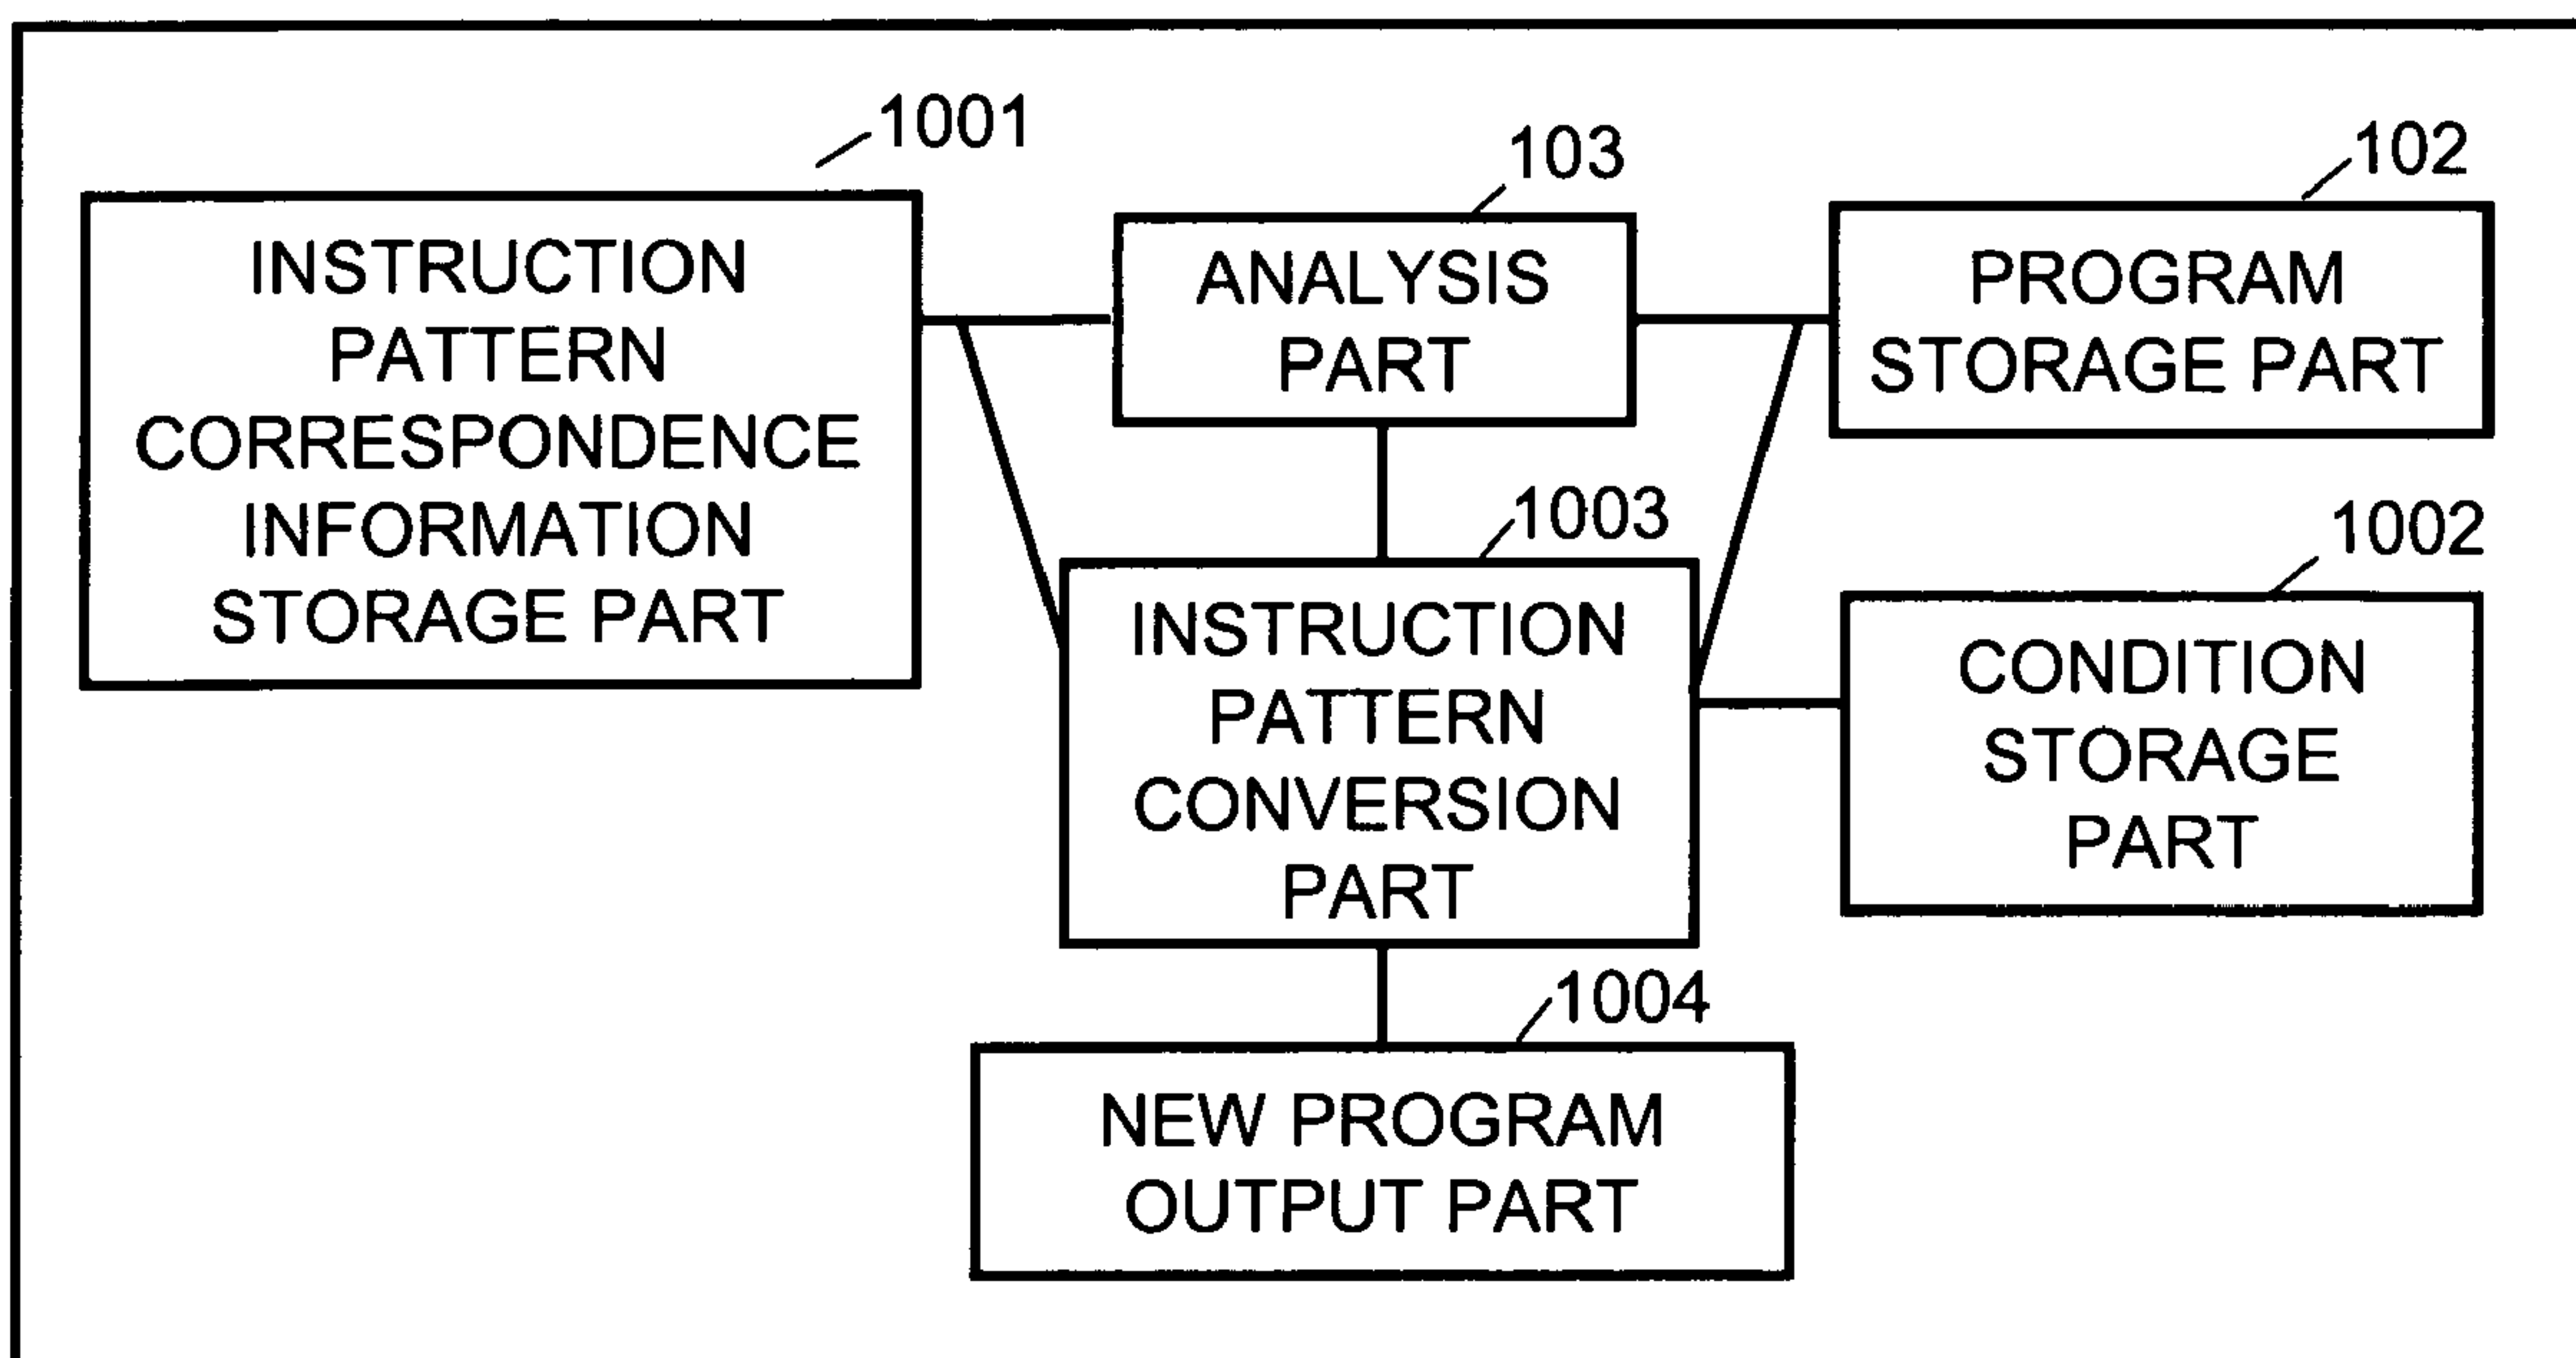 1001
INSTRUCTION
PATTERN
CORRESPONDENCE
INFORMATION
STORAGE PART
103
ANALYSIS
PART
102
PROGRAM
STORAGE PART
1003
INSTRUCTION
PATTERN
CONVERSION
PART
1002
CONDITION
STORAGE
PART
1004
NEW PROGRAM
OUTPUT PART